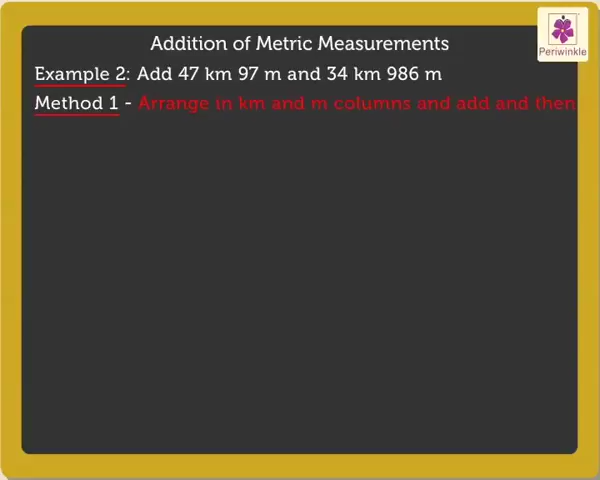 Addition of Metric Measurements
Periwinkle
Example 2: Add 47 km 97 m and 34 km 986 m
Method 1 - Arrange in km and m columns and add and then